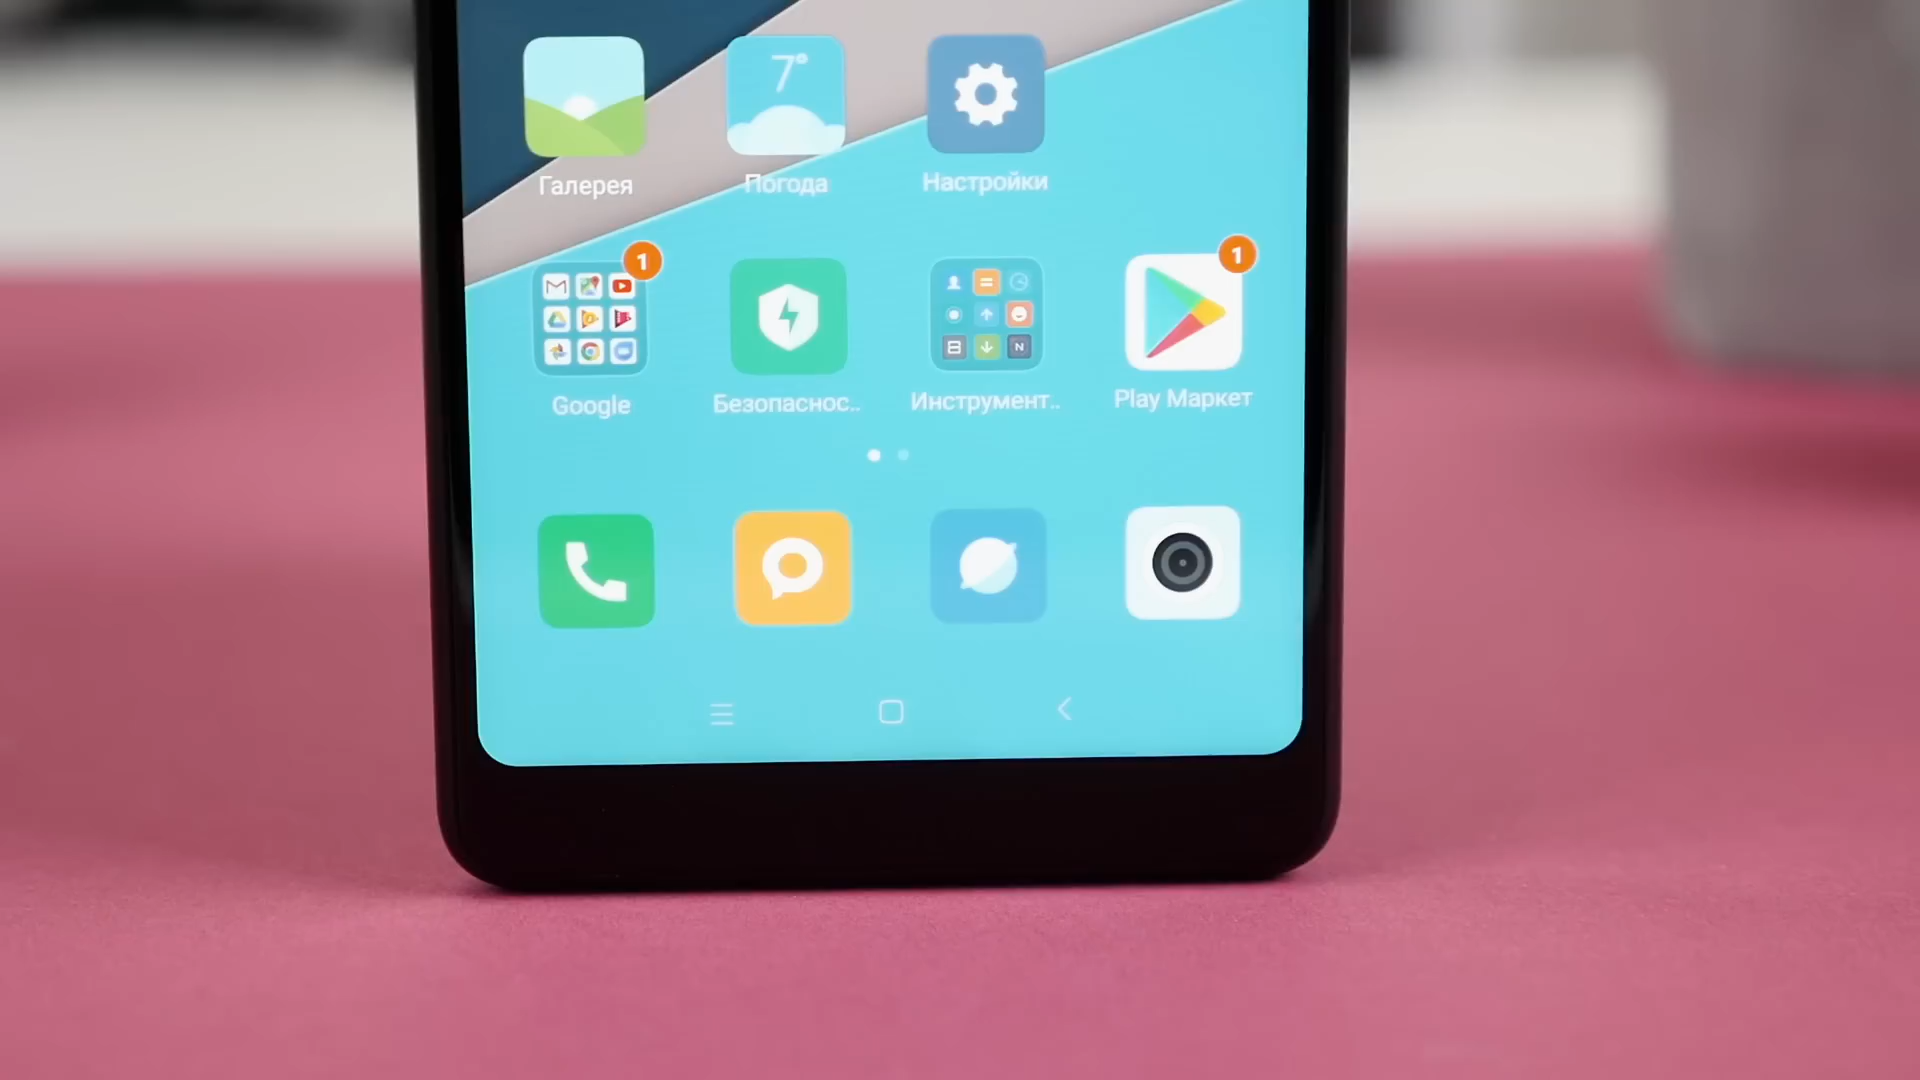 7°
Галерея
Погода
Настройки
1
1
Google
Безопаснос..
Инструмент..
Play Маркет